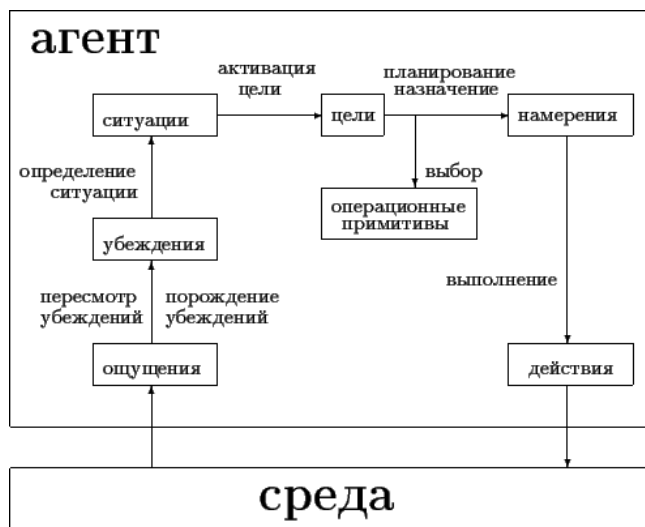 агент
активация
цели
планирование
назначение
ситуации
цели
намерения
определение
ситуации
выбор
операционные
примитивы
убеждения
выполнение
пересмотр
убеждений
порождение
убеждений
ощущения
действия
среда